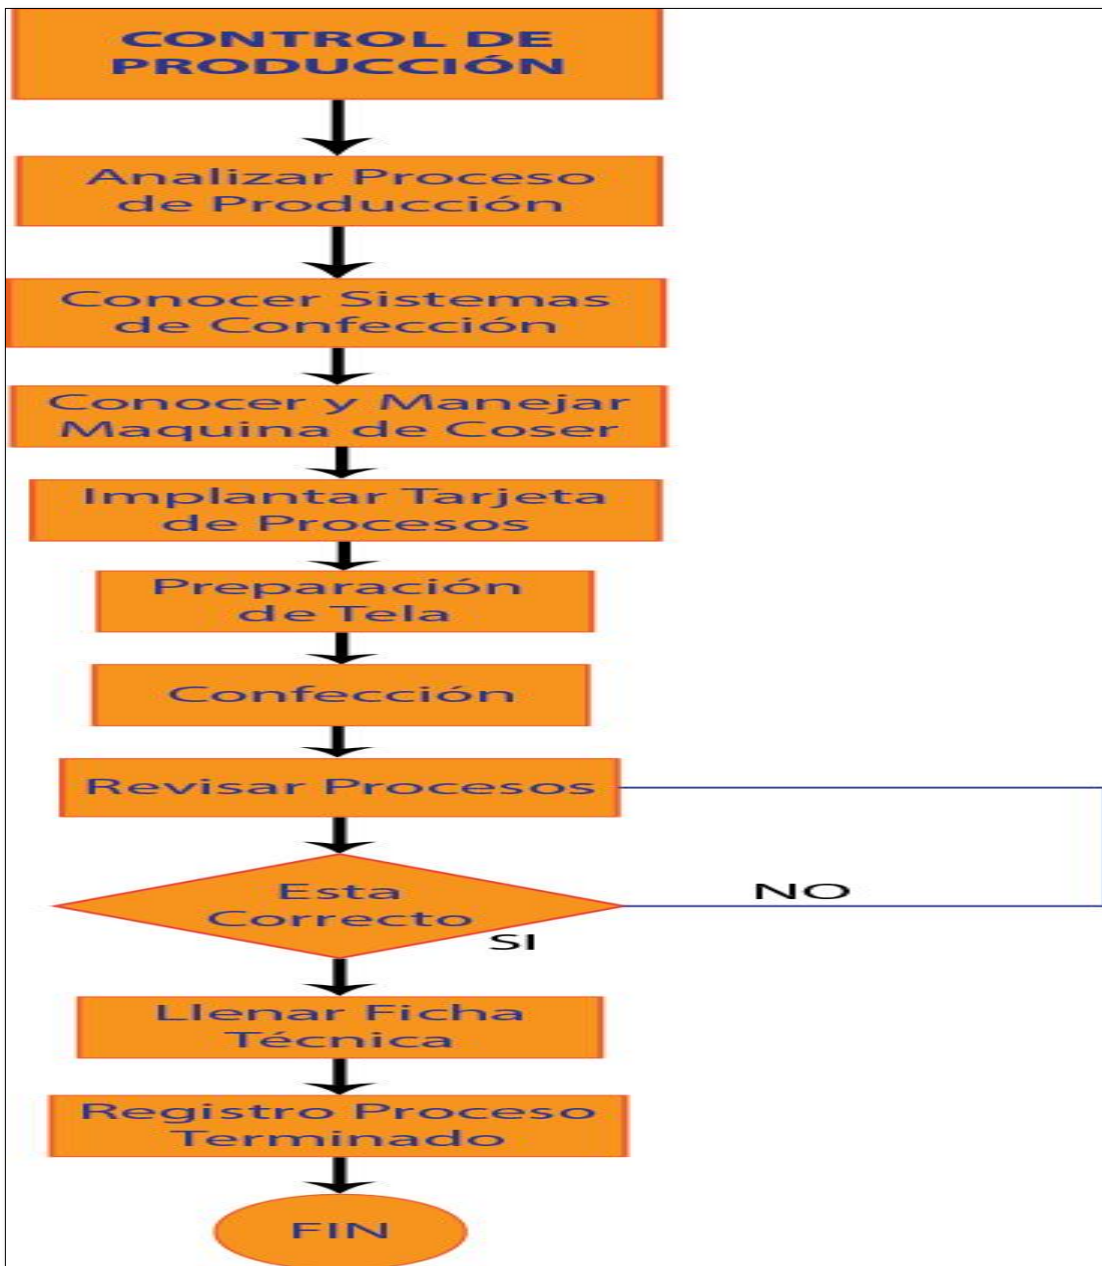 CONTROL DE
PRODUCCIÓN
Analizar Proceso
de Producción
Conocer Sistemas
de Confección
Conocer y Manejar
Maquina de Coser
Implantar Tarjeta
de Procesos
Preparación
de Tela
Confección
Revisar Procesos
Esta
Correcto
NO
SI
Llenar Ficha
Técnica
Registro Proceso
Terminado
FIN